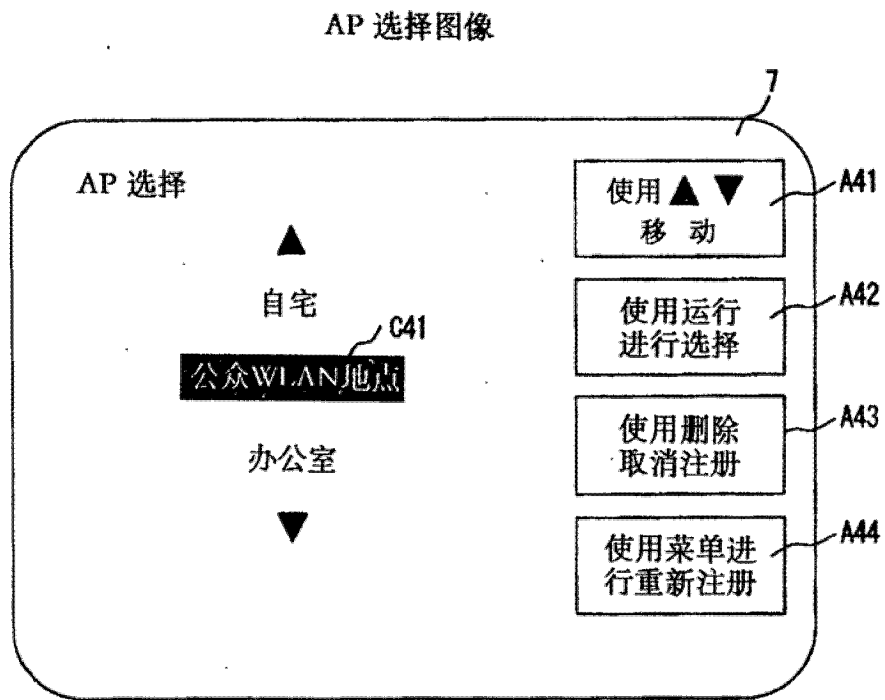 AP 选择图像
7
AP 选择
▲
自宅
C41
公众WLAN地点
办公室
▼
使用▲ ▼
移 动
A41
使用运行
进行选择
A42
使用删除
取消注册
A43
使用菜单进
行重新注册
A44